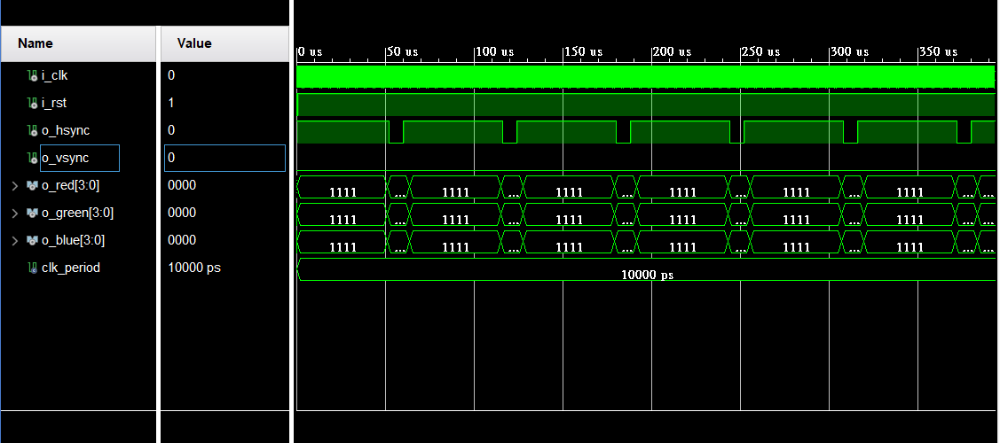 Name Value
0 us 50 us 100 us 150 us 200 us 250 us 300 us 350 us
i_clk 0
i_rst 1
o_hsync 0
o_vsync 0
o_red[3:0] 0000 1111 ... 1111 ... 1111 ... 1111 ... 1111 ... 1111 ... ...
o_green[3:0] 0000 1111 ... 1111 ... 1111 ... 1111 ... 1111 ... 1111 ... ...
o_blue[3:0] 0000 1111 ... 1111 ... 1111 ... 1111 ... 1111 ... 1111 ... ...
clk_period 10000 ps 10000 ps